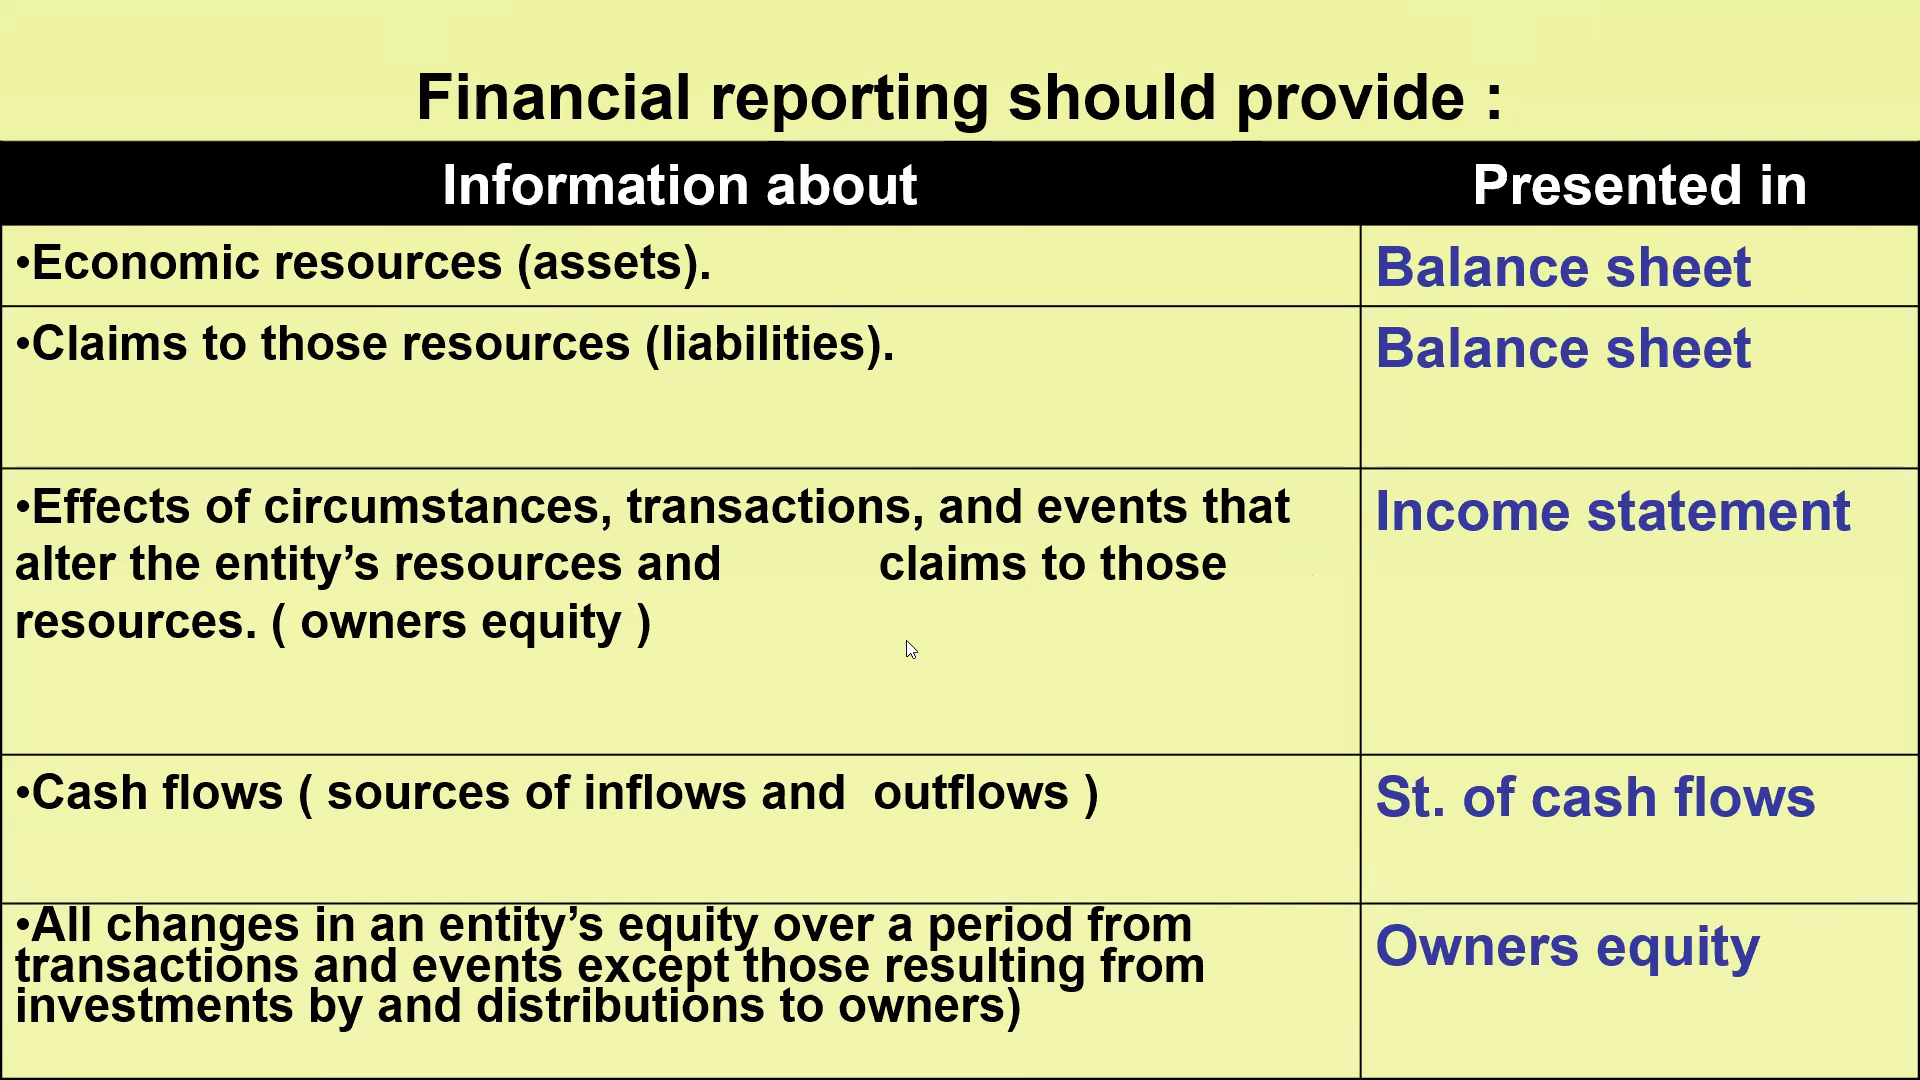 Financial reporting should provide :
Information about
Presented in
•Economic resources (assets).
Balance sheet
•Claims to those resources (liabilities).
Balance sheet
•Effects of circumstances, transactions, and events that
alter the entity’s resources and claims to those
resources. ( owners equity )
Income statement
•Cash flows ( sources of inflows and  outflows )
St. of cash flows
•All changes in an entity’s equity over a period from
transactions and events except those resulting from
investments by and distributions to owners)
Owners equity